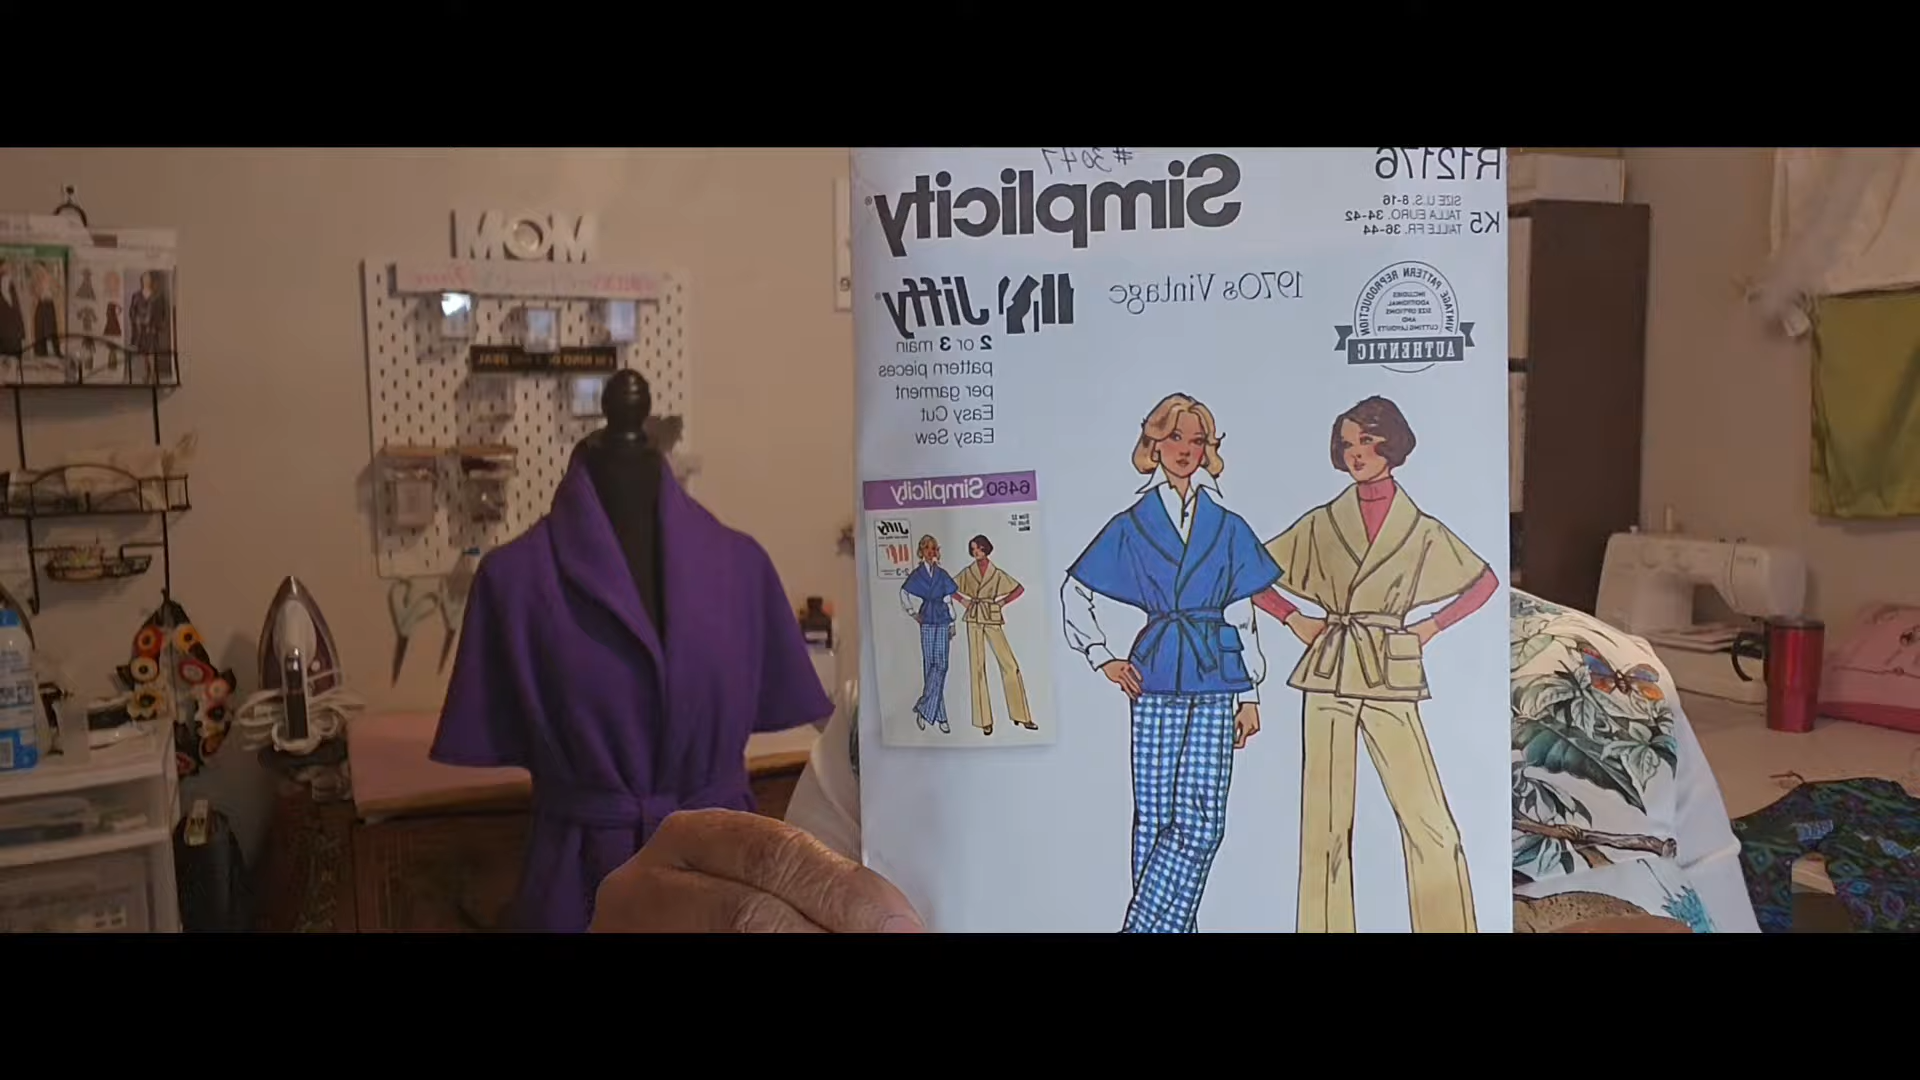 MOM
#3047
Simplicity®
R12176
K5
SIZE U.S. 8-16
TALLA EURO. 34-42
TAILLE FR. 36-44
Jiffy®
1970s Vintage
VINTAGE PATTERN REPRODUCTION
INCLUDES
ADDITIONAL
SIZE OPTIONS
AND
CUTTING LAYOUTS
AUTHENTIC
2 or 3 main
pattern pieces
per garment
Easy Cut
Easy Sew
6460 Simplicity
Jiffy